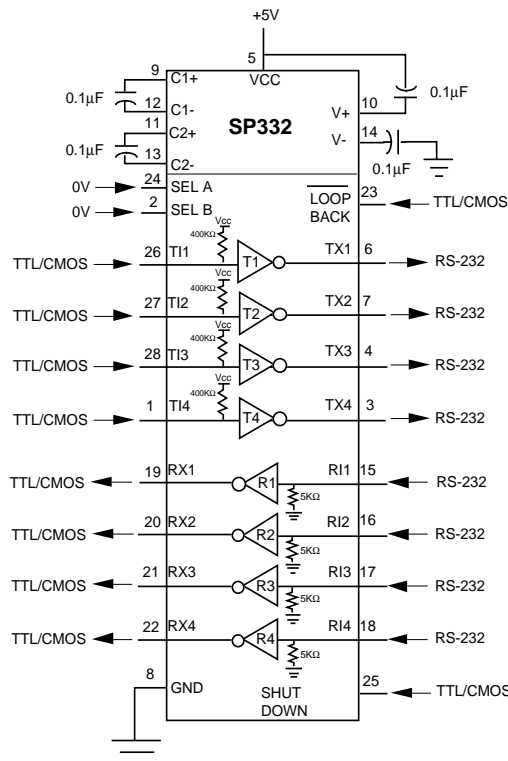 +5V
5
VCC
9 C1+
0.1μF
12 C1-
11 C2+
0.1μF
13 C2-
SP332
V+ 10
0.1μF
V- 14
0.1μF
0V 24 SEL A
0V 2 SEL B
LOOP BACK 23 TTL/CMOS
Vcc
400KΩ
TTL/CMOS 26 TI1 T1 TX1 6 RS-232
Vcc
400KΩ
TTL/CMOS 27 TI2 T2 TX2 7 RS-232
Vcc
400KΩ
TTL/CMOS 28 TI3 T3 TX3 4 RS-232
Vcc
400KΩ
TTL/CMOS 1 TI4 T4 TX4 3 RS-232
TTL/CMOS 19 RX1 R1 RI1 15 RS-232
5KΩ
TTL/CMOS 20 RX2 R2 RI2 16 RS-232
5KΩ
TTL/CMOS 21 RX3 R3 RI3 17 RS-232
5KΩ
TTL/CMOS 22 RX4 R4 RI4 18 RS-232
5KΩ
8 GND
SHUT
DOWN
25 TTL/CMOS